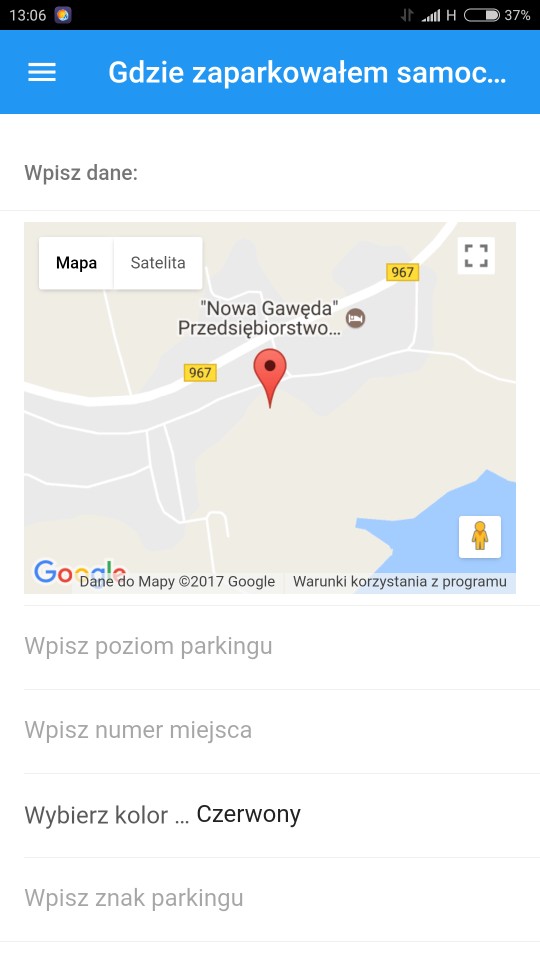 13:06 H 37%
Gdzie zaparkowałem samoc...
Wpisz dane:
Mapa Satelita
967
"Nowa Gawęda"
Przedsiębiorstwo...
967
Google Dane do Mapy ©2017 Google Warunki korzystania z programu
Wpisz poziom parkingu
Wpisz numer miejsca
Wybierz kolor ... Czerwony
Wpisz znak parkingu